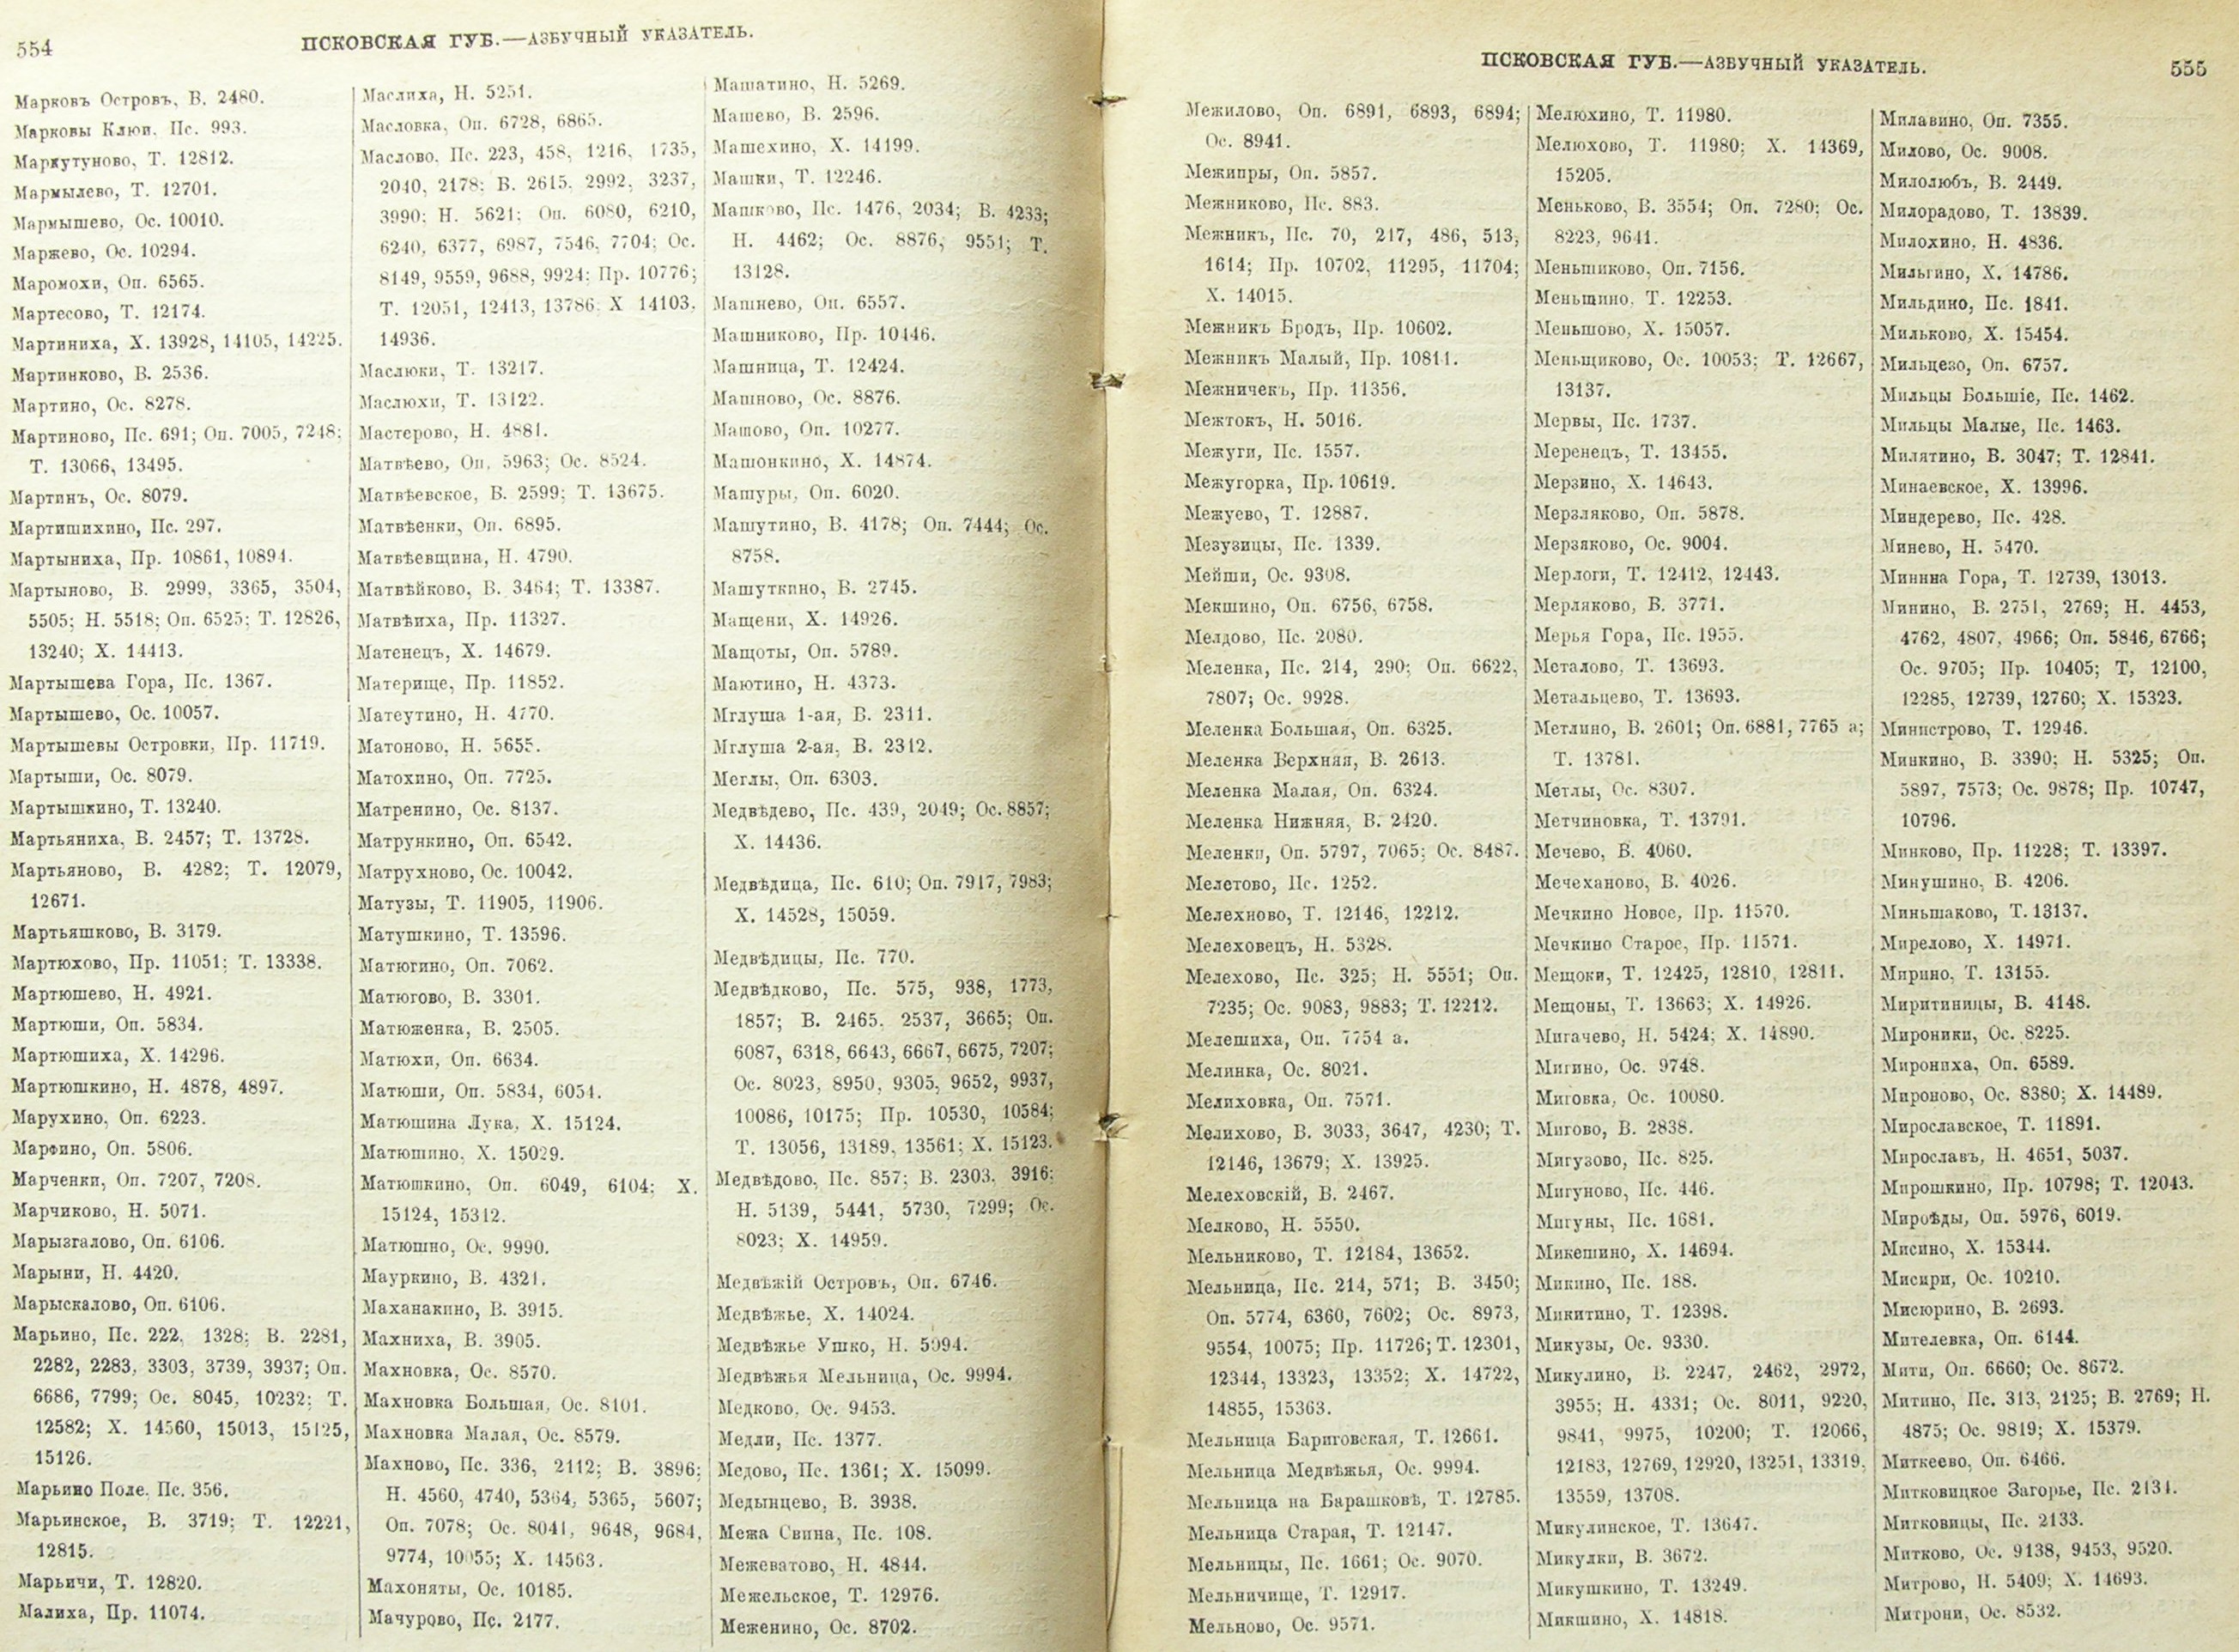 554
ПСКОВСКАЯ ГУБ.—АЗБУЧНЫЙ УКАЗАТЕЛЬ.
Марковъ Островъ, В. 2480.
Марковы Клюи, Пс. 993.
Маркутуново, Т. 12812.
Мармылево, Т. 12701.
Мармышево, Ос. 10010.
Маржево, Ос. 10294.
Маромохи, Оп. 6565.
Мартесово, Т. 12174.
Мартиниха, Х. 13928, 14105, 14225.
Мартинково, В. 2536.
Мартино, Ос. 8278.
Мартиново, Пс. 691; Оп. 7005, 7248;
Т. 13066, 13495.
Мартинъ, Ос. 8079.
Мартишихино, Пс. 297.
Мартыниха, Пр. 10861, 10894.
Мартыново, В. 2999, 3365, 3504,
5505; Н. 5518; Оп. 6525; Т. 12826,
13240; Х. 14413.
Мартышева Гора, Пс. 1367.
Мартышево, Ос. 10057.
Мартышевы Островки, Пр. 11719.
Мартыши, Ос. 8079.
Мартышкино, Т. 13240.
Мартьяниха, В. 2457; Т. 13728.
Мартьяново, В. 4282; Т. 12079,
12671.
Мартьяшково, В. 3179.
Мартюхово, Пр. 11051; Т. 13338.
Мартюшево, Н. 4921.
Мартюши, Оп. 5834.
Мартюшиха, Х. 14296.
Мартюшкино, Н. 4878, 4897.
Марухино, Оп. 6223.
Марѳино, Оп. 5806.
Марченки, Оп. 7207, 7208.
Марчиково, Н. 5071.
Марызгалово, Оп. 6106.
Марыни, Н. 4420.
Марыскалово, Оп. 6106.
Марьино, Пс. 222, 1328; В. 2281,
2282, 2283, 3303, 3739, 3937; Оп.
6686, 7799; Ос. 8045, 10232; Т.
12582; Х. 14560, 15013, 15125,
15126.
Марьино Поле, Пс. 356.
Марьинское, В. 3719; Т. 12221,
12815.
Марьичи, Т. 12820.
Малиха, Пр. 11074.
Маслиха, Н. 5251.
Масловка, Оп. 6728, 6865.
Маслово, Пс. 223, 458, 1216, 1735,
2040, 2178; В. 2615, 2992, 3237,
3990; Н. 5621; Оп. 6080, 6210,
6240, 6377, 6987, 7546, 7704; Ос.
8149, 9559, 9688, 9924; Пр. 10776;
Т. 12051, 12413, 13786; Х 14103,
14936.
Маслюки, Т. 13217.
Маслюхи, Т. 13122.
Мастерово, Н. 4881.
Матвѣево, Оп. 5963; Ос. 8524.
Матвѣевское, В. 2599; Т. 13675.
Матвѣенки, Оп. 6895.
Матвѣевщина, Н. 4790.
Матвѣйково, В. 3464; Т. 13387.
Матвѣиха, Пр. 11327.
Матенецъ, Х. 14679.
Материще, Пр. 11852.
Матеутино, Н. 4770.
Матоново, Н. 5655.
Матохино, Оп. 7725.
Матренино, Ос. 8137.
Матрункино, Оп. 6542.
Матрухново, Ос. 10042.
Матузы, Т. 11905, 11906.
Матушкино, Т. 13596.
Матюгино, Оп. 7062.
Матюгово, В. 3301.
Матюженка, В. 2505.
Матюхи, Оп. 6634.
Матюши, Оп. 5834, 6054.
Матюшина Лука, Х. 15124.
Матюшино, Х. 15029.
Матюшкино, Оп. 6049, 6104; Х.
15124, 15312.
Матюшно, Ос. 9990.
Мауркино, В. 4321.
Маханакино, В. 3915.
Махниха, В. 3905.
Махновка, Ос. 8570.
Махновка Большая, Ос. 8101.
Махновка Малая, Ос. 8579.
Махново, Пс. 336, 2112; В. 3896;
Н. 4560, 4740, 5364, 5365, 5607;
Оп. 7078; Ос. 8041, 9648, 9684,
9774, 10055; Х. 14563.
Махоняты, Ос. 10185.
Мачурово, Пс. 2177.
Машатино, Н. 5269.
Машево, В. 2596.
Машехино, Х. 14199.
Машки, Т. 12246.
Машково, Пс. 1476, 2034; В. 4233;
Н. 4462; Ос. 8876, 9551; Т.
13128.
Машнево, Оп. 6557.
Машниково, Пр. 10446.
Машница, Т. 12424.
Машново, Ос. 8876.
Машово, Оп. 10277.
Машонкино, Х. 14874.
Машуры, Оп. 6020.
Машутино, В. 4178; Оп. 7444; Ос.
8758.
Машуткино, В. 2745.
Мащени, Х. 14926.
Мащоты, Оп. 5789.
Маютино, Н. 4373.
Мглуша 1-ая, В. 2311.
Мглуша 2-ая, В. 2312.
Меглы, Оп. 6303.
Медвѣдево, Пс. 439, 2049; Ос. 8857;
Х. 14436.
Медвѣдица, Пс. 610; Оп. 7917, 7983;
Х. 14528, 15059.
Медвѣдицы, Пс. 770.
Медвѣдково, Пс. 575, 938, 1773,
1857; В. 2465, 2537, 3665; Оп.
6087, 6318, 6643, 6667, 6675, 7207;
Ос. 8023, 8950, 9305, 9652, 9937,
10086, 10175; Пр. 10530, 10584;
Т. 13056, 13189, 13561; Х. 15123.
Медвѣдово, Пс. 857; В. 2303, 3916;
Н. 5139, 5441, 5730, 7299; Ос.
8023; Х. 14959.
Медвѣжій Островъ, Оп. 6746.
Медвѣжье, Х. 14024.
Медвѣжье Ушко, Н. 5994.
Медвѣжья Мельница, Ос. 9994.
Медково, Ос. 9453.
Медли, Пс. 1377.
Медово, Пс. 1361; Х. 15099.
Медынцево, В. 3938.
Межа Свина, Пс. 108.
Межеватово, Н. 4844.
Межельское, Т. 12976.
Меженино, Ос. 8702.
ПСКОВСКАЯ ГУБ.—АЗБУЧНЫЙ УКАЗАТЕЛЬ.
555
Межилово, Оп. 6891, 6893, 6894;
Ос. 8941.
Межипры, Оп. 5857.
Межниково, Пс. 883.
Межникъ, Пс. 70, 217, 486, 513,
1614; Пр. 10702, 11295, 11704;
Х. 14015.
Межникъ Бродъ, Пр. 10602.
Межникъ Малый, Пр. 10811.
Межничекъ, Пр. 11356.
Межтокъ, Н. 5016.
Межуги, Пс. 1557.
Межугорка, Пр. 10619.
Межуево, Т. 12887.
Мезузицы, Пс. 1339.
Мейши, Ос. 9308.
Мекшино, Оп. 6756, 6758.
Мелдово, Пс. 2080.
Меленка, Пс. 214, 290; Оп. 6622,
7807; Ос. 9928.
Меленка Большая, Оп. 6325.
Меленка Верхняя, В. 2613.
Меленка Малая, Оп. 6324.
Меленка Нижняя, В. 2420.
Меленки, Оп. 5797, 7065; Ос. 8487.
Мелетово, Пс. 1252.
Мелехново, Т. 12146, 12212.
Мелеховецъ, Н. 5328.
Мелехово, Пс. 325; Н. 5551; Оп.
7235; Ос. 9083, 9883; Т. 12212.
Мелешиха, Оп. 7754 а.
Мелинка, Ос. 8021.
Мелиховка, Оп. 7571.
Мелихово, В. 3033, 3647, 4230; Т.
12146, 13679; Х. 13925.
Мелеховскій, В. 2467.
Мелково, Н. 5550.
Мельниково, Т. 12184, 13652.
Мельница, Пс. 214, 571; В. 3450;
Оп. 5774, 6360, 7602; Ос. 8973,
9554, 10075; Пр. 11726; Т. 12301,
12344, 13323, 13352; Х. 14722,
14855, 15363.
Мельница Бариговская, Т. 12661.
Мельница Медвѣжья, Ос. 9994.
Мельница на Барашковѣ, Т. 12785.
Мельница Старая, Т. 12147.
Мельницы, Пс. 1661; Ос. 9070.
Мельничище, Т. 12917.
Мельново, Ос. 9571.
Мелюхино, Т. 11980.
Мелюхово, Т. 11980; Х. 14369,
15205.
Меньково, В. 3554; Оп. 7280; Ос.
8223, 9641.
Меньшиково, Оп. 7156.
Меньшино, Т. 12253.
Меньшово, Х. 15057.
Меньщиково, Ос. 10053; Т. 12667,
13137.
Мервы, Пс. 1737.
Меренецъ, Т. 13455.
Мерзино, Х. 14643.
Мерзляково, Оп. 5878.
Мерзяково, Ос. 9004.
Мерлоги, Т. 12412, 12443.
Мерляково, В. 3771.
Мерья Гора, Пс. 1955.
Металово, Т. 13693.
Метальцево, Т. 13693.
Метлино, В. 2601; Оп. 6881, 7765 а;
Т. 13781.
Метлы, Ос. 8307.
Метчиновка, Т. 13791.
Мечево, В. 4060.
Мечеханово, В. 4026.
Мечкино Новое, Пр. 11570.
Мечкино Старое, Пр. 11571.
Мещоки, Т. 12425, 12810, 12811.
Мещоны, Т. 13663; Х. 14926.
Мигачево, Н. 5424; Х. 14890.
Мигино, Ос. 9748.
Миговка, Ос. 10080.
Мигово, В. 2838.
Мигузово, Пс. 825.
Мигуново, Пс. 446.
Мигуны, Пс. 1681.
Микешино, Х. 14694.
Микино, Пс. 188.
Микитино, Т. 12398.
Микузы, Ос. 9330.
Микулино, В. 2247, 2462, 2972,
3955; Н. 4331; Ос. 8011, 9220,
9841, 9975, 10200; Т. 12066,
12183, 12769, 12920, 13251, 13319,
13559, 13708.
Микулинское, Т. 13647.
Микулки, В. 3672.
Микушкино, Т. 13249.
Микшино, Х. 14818.
Милавино, Оп. 7355.
Милово, Ос. 9008.
Милолюбъ, В. 2449.
Милорадово, Т. 13839.
Милохино, Н. 4836.
Мильгино, Х. 14786.
Мильдино, Пс. 1841.
Мильково, Х. 15454.
Мильцезо, Оп. 6757.
Мильцы Большіе, Пс. 1462.
Мильцы Малые, Пс. 1463.
Милятино, В. 3047; Т. 12841.
Минаевское, Х. 13996.
Миндерево, Пс. 428.
Минево, Н. 5470.
Минина Гора, Т. 12739, 13013.
Минино, В. 2751, 2769; Н. 4453,
4762, 4807, 4966; Оп. 5846, 6766;
Ос. 9705; Пр. 10405; Т, 12100,
12285, 12739, 12760; Х. 15323.
Министрово, Т. 12946.
Минкино, В. 3390; Н. 5325; Оп.
5897, 7573; Ос. 9878; Пр. 10747,
10796.
Минково, Пр. 11228; Т. 13397.
Минушино, В. 4206.
Миньшаково, Т. 13137.
Мирелово, Х. 14971.
Мирино, Т. 13155.
Миритиницы, В. 4148.
Мироники, Ос. 8225.
Мирониха, Оп. 6589.
Мироново, Ос. 8380; Х. 14489.
Мирославское, Т. 11891.
Мирославъ, Н. 4651, 5037.
Мирошкино, Пр. 10798; Т. 12043.
Мироѣды, Оп. 5976, 6019.
Мисино, Х. 15344.
Мисири, Ос. 10210.
Мисюрино, В. 2693.
Мителевка, Оп. 6144.
Мити, Оп. 6660; Ос. 8672.
Митино, Пс. 313, 2125; В. 2769; Н.
4875; Ос. 9819; Х. 15379.
Миткеево, Оп. 6466.
Митковицкое Загорье, Пс. 2131.
Митковицы, Пс. 2133.
Митково, Ос. 9138, 9453, 9520.
Митрово, Н. 5409; Х. 14693.
Митрони, Ос. 8532.